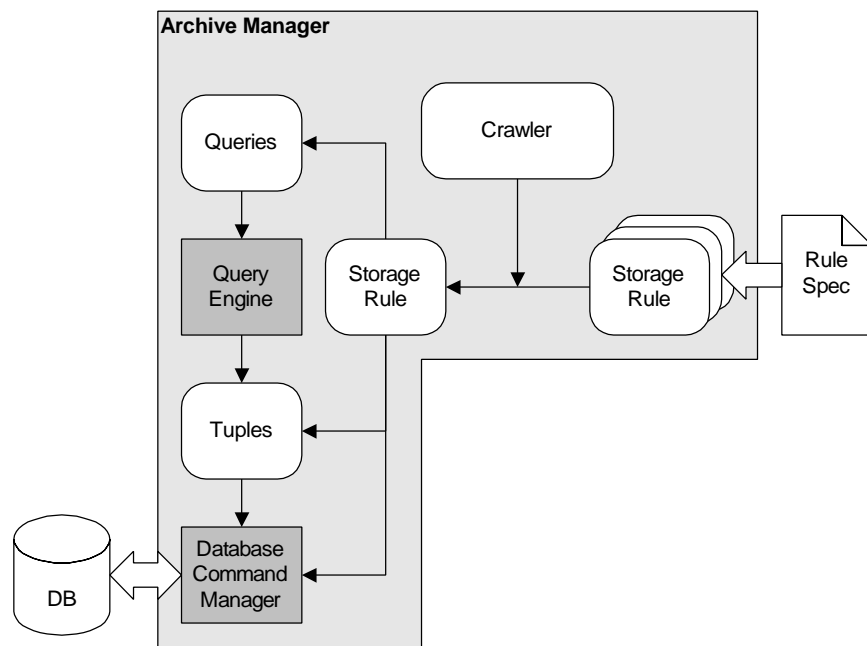 Archive Manager
Queries
Crawler
Query
Engine
Storage
Rule
Storage
Rule
Rule
Spec
Tuples
Database
Command
Manager
DB